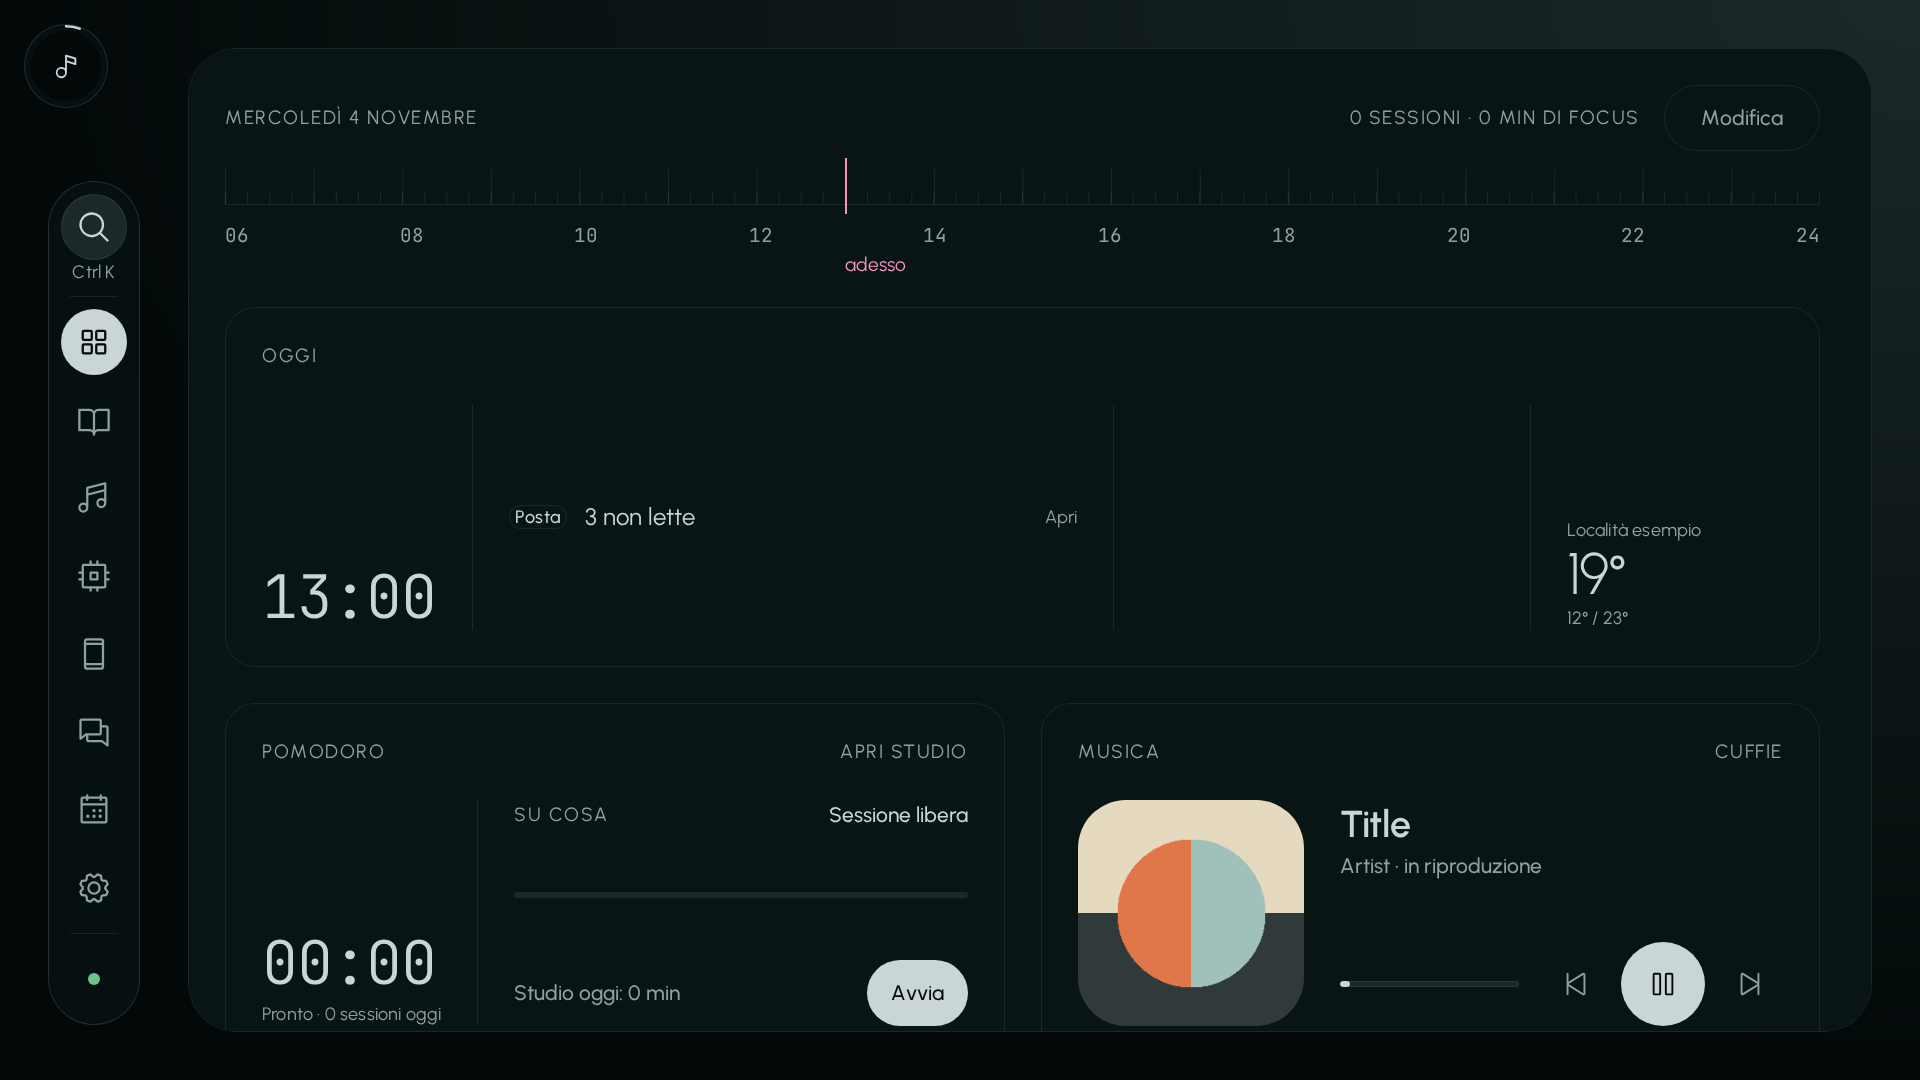 MERCOLEDÌ 4 NOVEMBRE
0 SESSIONI · 0 MIN DI FOCUS
Modifica
06 08 10 12 14 16 18 20 22 24
adesso
Ctrl K
OGGI
13:00
Posta 3 non lette Apri
Località esempio
19°
12° / 23°
POMODORO APRI STUDIO
SU COSA Sessione libera
00:00
Pronto · 0 sessioni oggi
Studio oggi: 0 min
Avvia
MUSICA CUFFIE
Title
Artist · in riproduzione